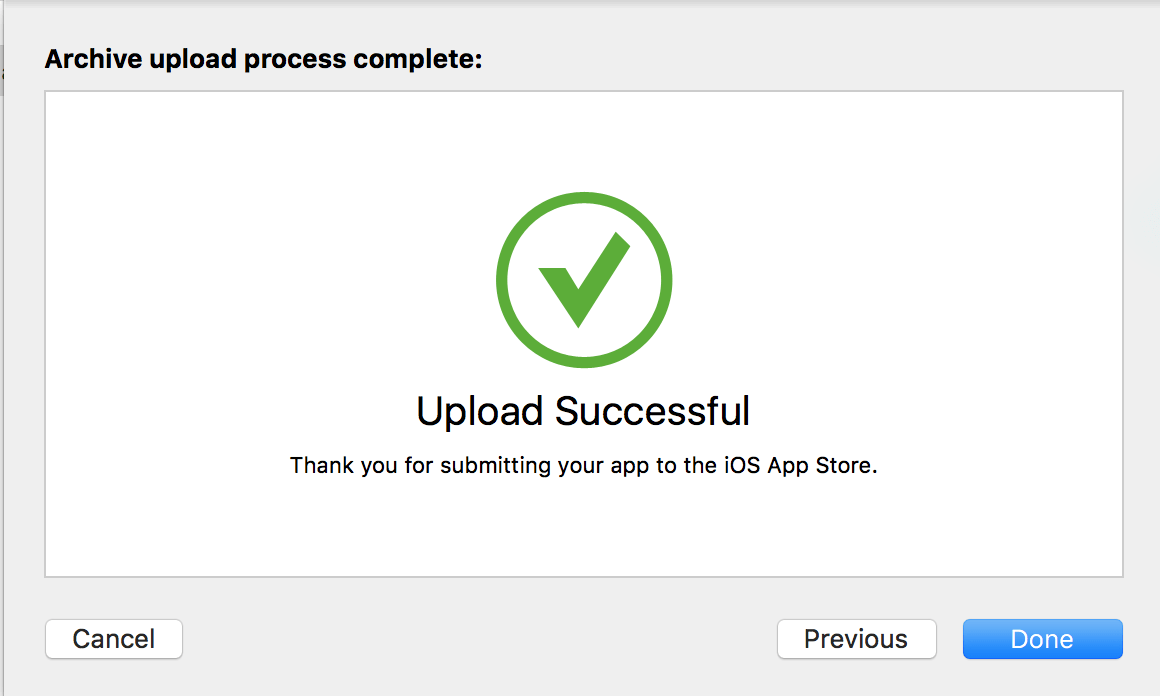 Archive upload process complete:
Upload Successful
Thank you for submitting your app to the iOS App Store.
Cancel
Previous
Done